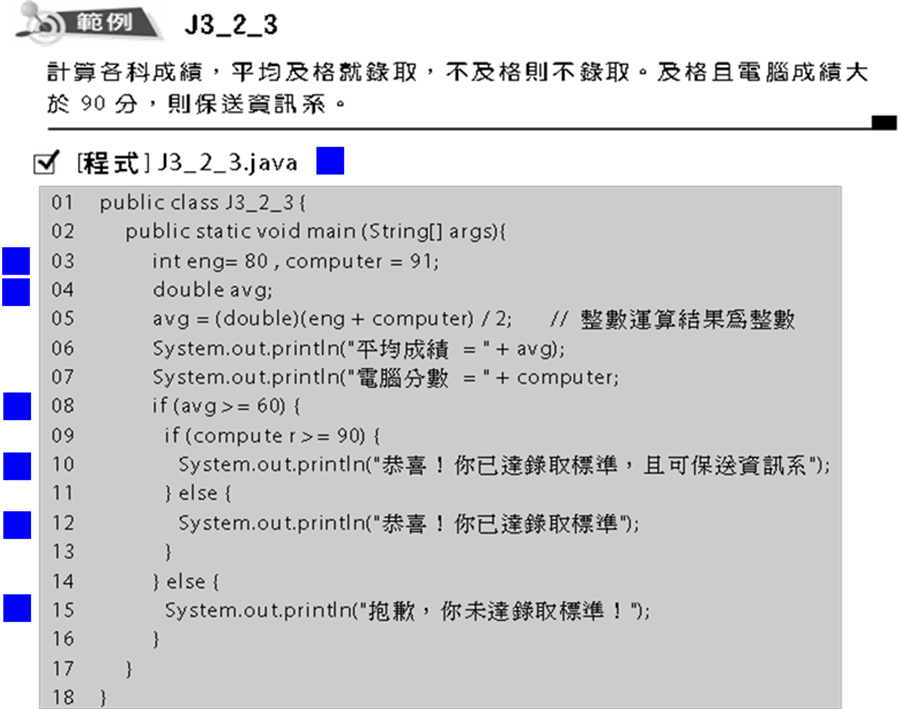 範例 J3_2_3
計算各科成績，平均及格就錄取，不及格則不錄取。及格且電腦成績大
於 90 分，則保送資訊系。
[程式] J3_2_3.java
01 public class J3_2_3 {
02 public static void main (String[] args){
03 int eng= 80 , computer = 91;
04 double avg;
05 avg = (double)(eng + computer) / 2; // 整數運算結果爲整數
06 System.out.println("平均成績 = " + avg);
07 System.out.println("電腦分數 = " + computer;
08 if (avg >= 60) {
09 if (compute r >= 90) {
10 System.out.println("恭喜！你已達錄取標準，且可保送資訊系");
11 } else {
12 System.out.println("恭喜！你已達錄取標準");
13 }
14 } else {
15 System.out.println("抱歉，你未達錄取標準！");
16 }
17 }
18 }